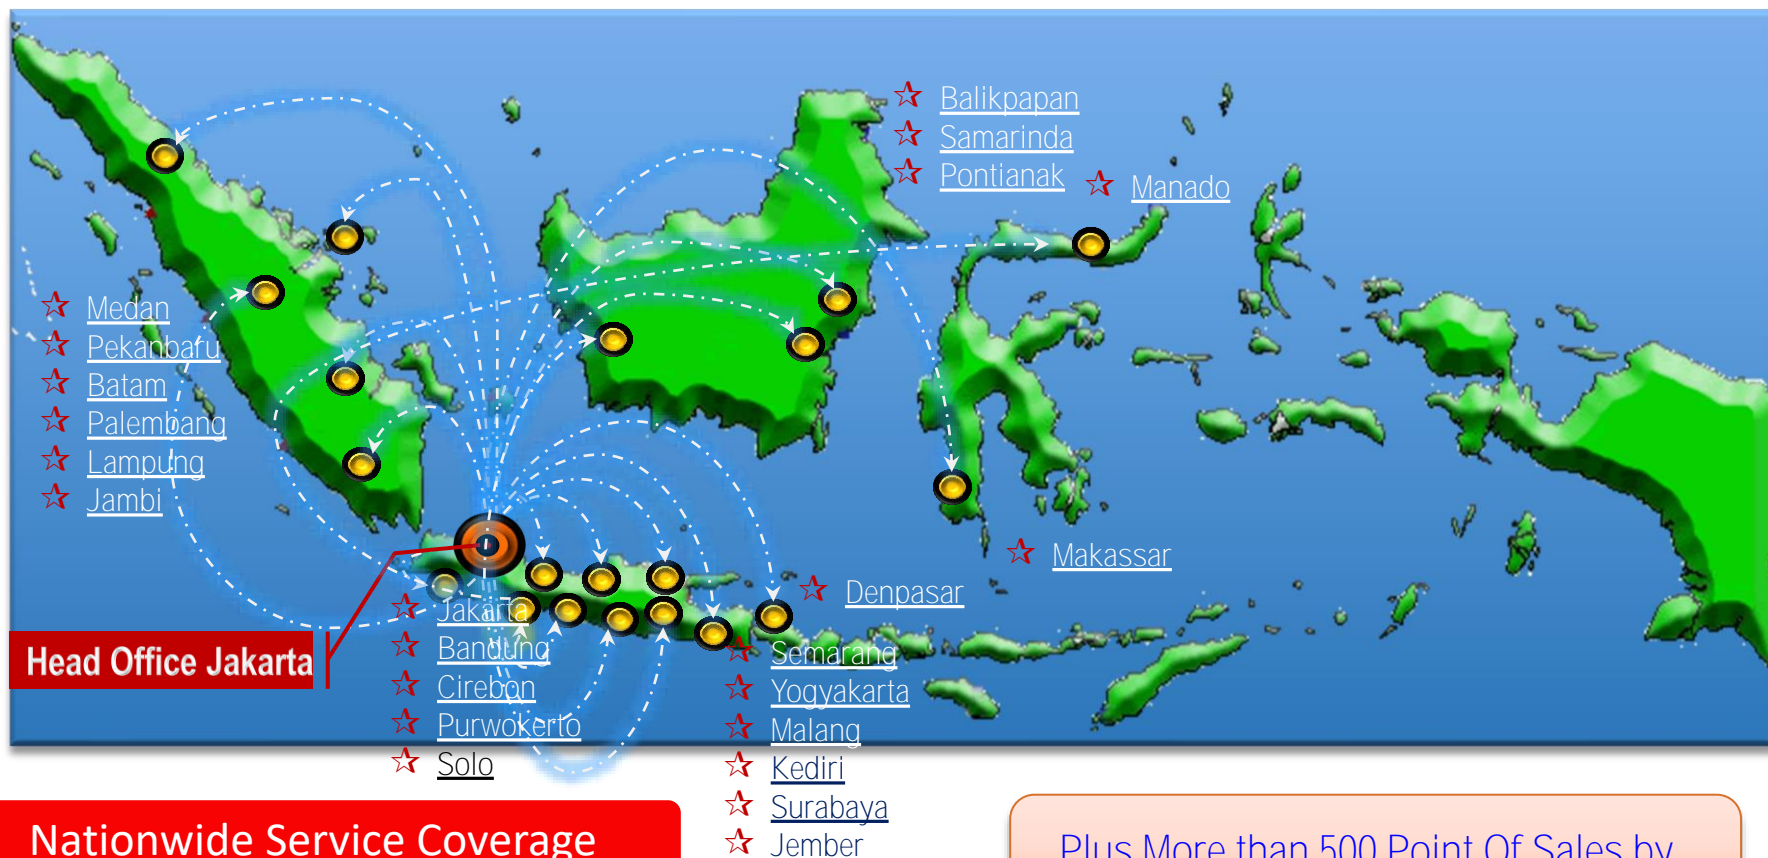 Balikpapan
Samarinda
Pontianak
Manado
Medan
Pekanbaru
Batam
Palembang
Lampung
Jambi
Makassar
Denpasar
Head Office Jakarta
Jakarta
Bandung
Cirebon
Purwokerto
Solo
Semarang
Yogyakarta
Malang
Kediri
Surabaya
Jember
Nationwide Service Coverage
Plus More than 500 Point Of Sales by